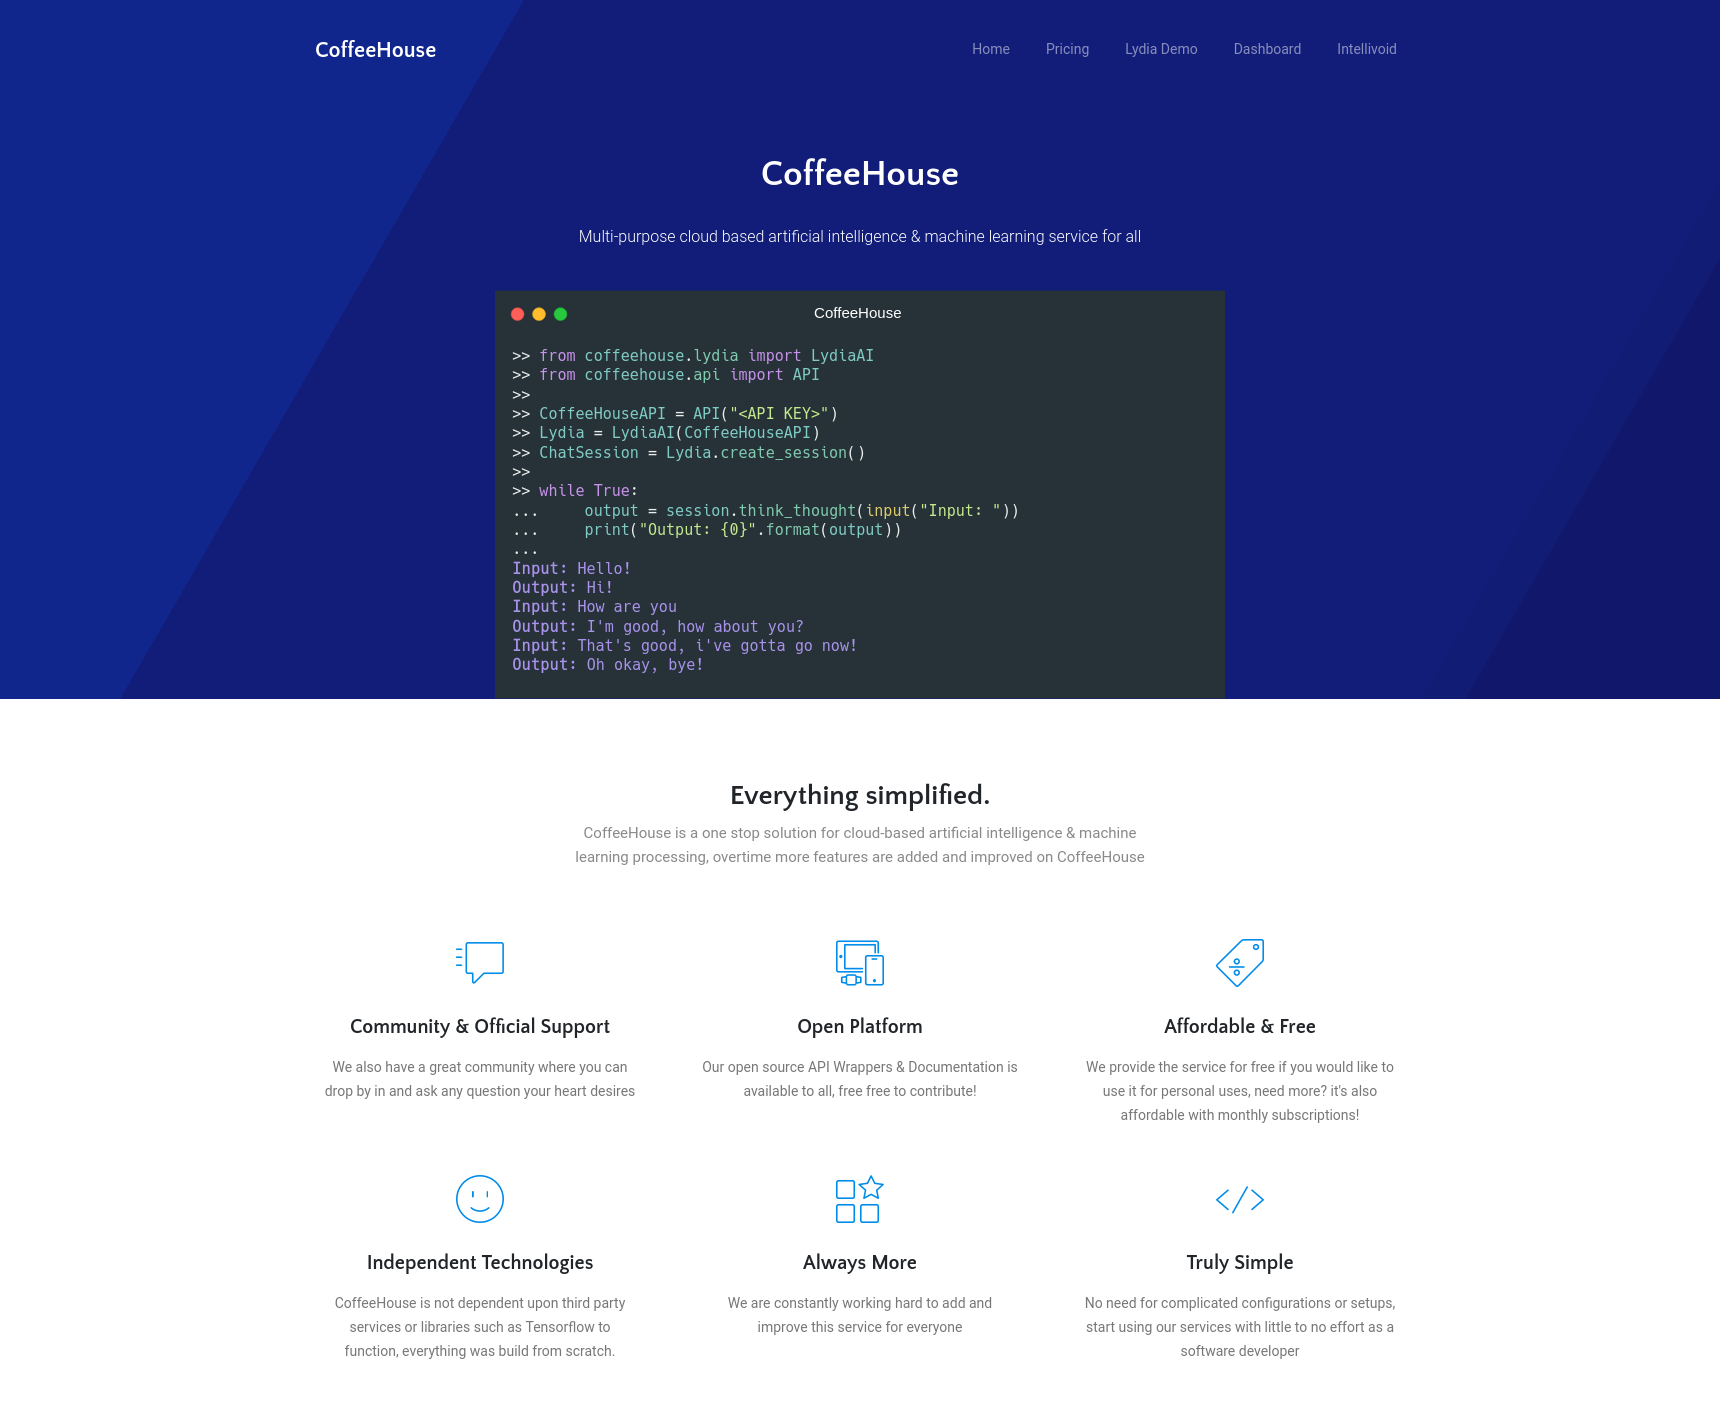 CoffeeHouse
Home Pricing Lydia Demo Dashboard Intellivoid
CoffeeHouse
Multi-purpose cloud based artificial intelligence & machine learning service for all
CoffeeHouse
>> from coffeehouse.lydia import LydiaAI
>> from coffeehouse.api import API
>>
>> CoffeeHouseAPI = API("<API KEY>")
>> Lydia = LydiaAI(CoffeeHouseAPI)
>> ChatSession = Lydia.create_session()
>>
>> while True:
...     output = session.think_thought(input("Input: "))
...     print("Output: {0}".format(output))
...
Input: Hello!
Output: Hi!
Input: How are you
Output: I'm good, how about you?
Input: That's good, i've gotta go now!
Output: Oh okay, bye!
Everything simplified.
CoffeeHouse is a one stop solution for cloud-based artificial intelligence & machine
learning processing, overtime more features are added and improved on CoffeeHouse
Community & Official Support
We also have a great community where you can
drop by in and ask any question your heart desires
Open Platform
Our open source API Wrappers & Documentation is
available to all, free free to contribute!
Affordable & Free
We provide the service for free if you would like to
use it for personal uses, need more? it's also
affordable with monthly subscriptions!
Independent Technologies
CoffeeHouse is not dependent upon third party
services or libraries such as Tensorflow to
function, everything was build from scratch.
Always More
We are constantly working hard to add and
improve this service for everyone
Truly Simple
No need for complicated configurations or setups,
start using our services with little to no effort as a
software developer